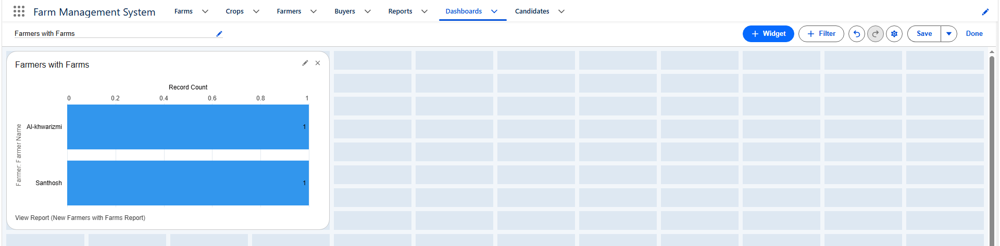 Farm Management System Farms Crops Farmers Buyers Reports Dashboards Candidates
Farmers with Farms + Widget + Filter Save Done
Farmers with Farms
Record Count
0 0.2 0.4 0.6 0.8 1
Farmer: Farmer Name
Al-khwarizmi 1
Santhosh 1
View Report (New Farmers with Farms Report)